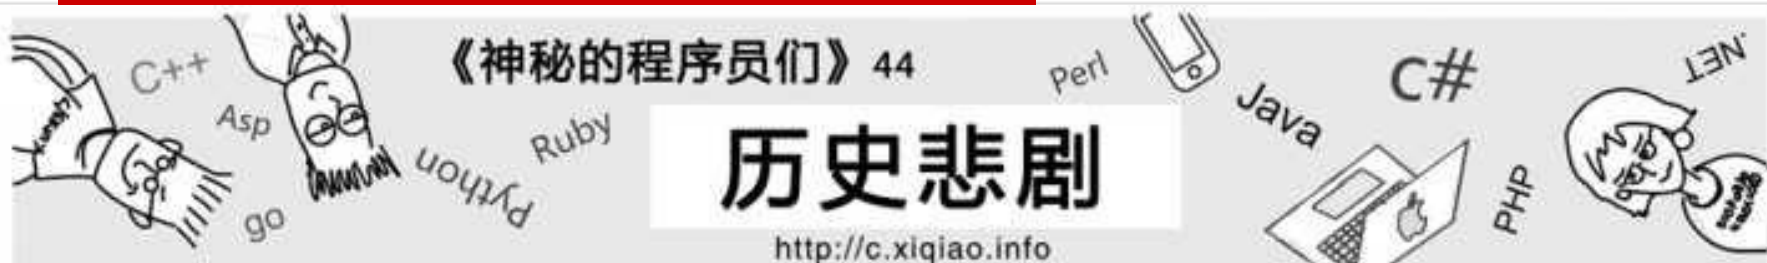 《神秘的程序员们》44
历史悲剧
http://c.xiqiao.info
C++
Asp
go
Python
Ruby
Perl
Java
C#
PHP
.NET